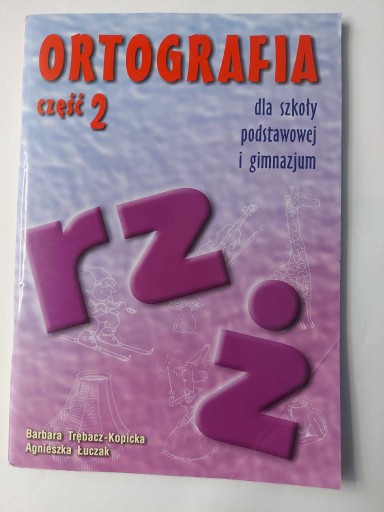 ORTOGRAFIA
część 2
dla szkoły
podstawowej
i gimnazjum
rz
ż
Barbara Trębacz-Kopicka
Agnieszka Łuczak